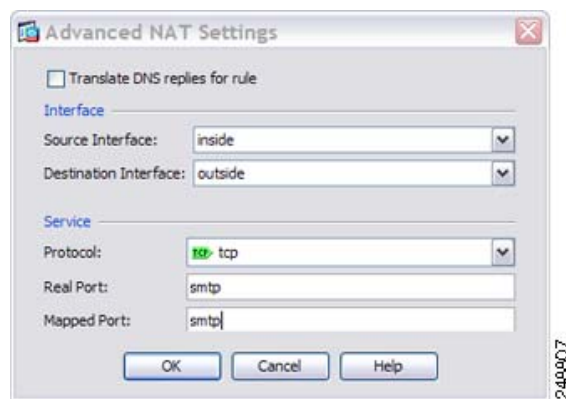 Advanced NAT Settings
Translate DNS replies for rule
Interface
Source Interface: inside
Destination Interface: outside
Service
Protocol: TCP tcp
Real Port: smtp
Mapped Port: smtp
OK Cancel Help
248907